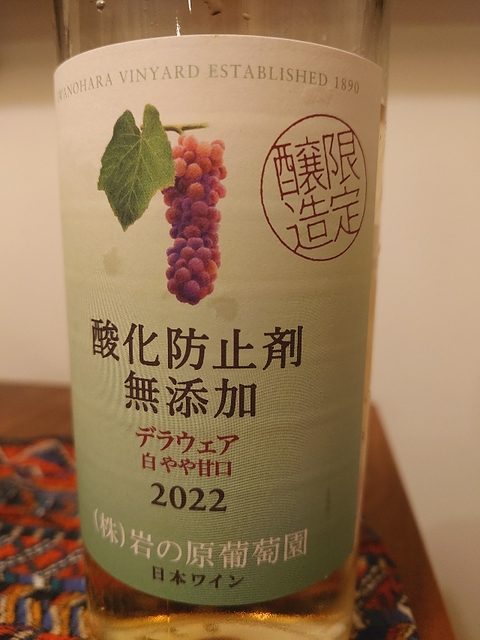 WANOHARA VINYARD ESTABLISHED 1890
限定
醸造
酸化防止剤
無添加
デラウェア
白 やや甘口
2022
(株)岩の原葡萄園
日本ワイン